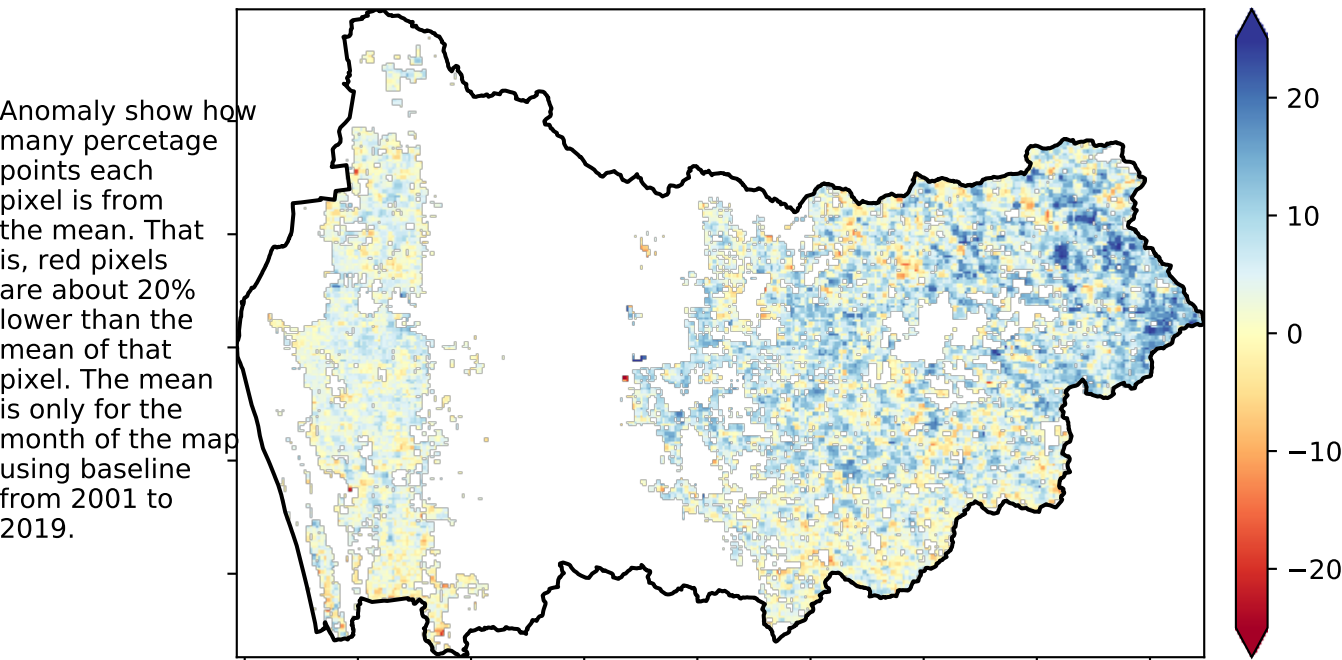 Anomaly show how
many percetage
points each
pixel is from
the mean. That
is, red pixels
are about 20%
lower than the
mean of that
pixel. The mean
is only for the
month of the map
using baseline
from 2001 to
2019.
20
10
0
−10
−20